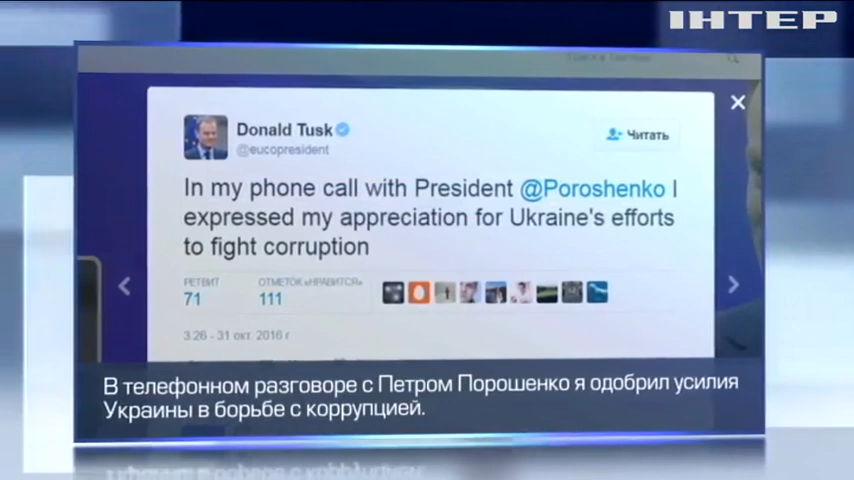 ІНТЕР
Donald Tusk
@eucopresident
Читать
In my phone call with President @Poroshenko I
expressed my appreciation for Ukraine's efforts
to fight corruption
РЕТВИТ
ОТМЕТОК «НРАВИТСЯ»
71
111
3:26 - 31 окт. 2016 г
В телефонном разговоре с Петром Порошенко я одобрил усилия
Украины в борьбе с коррупцией.